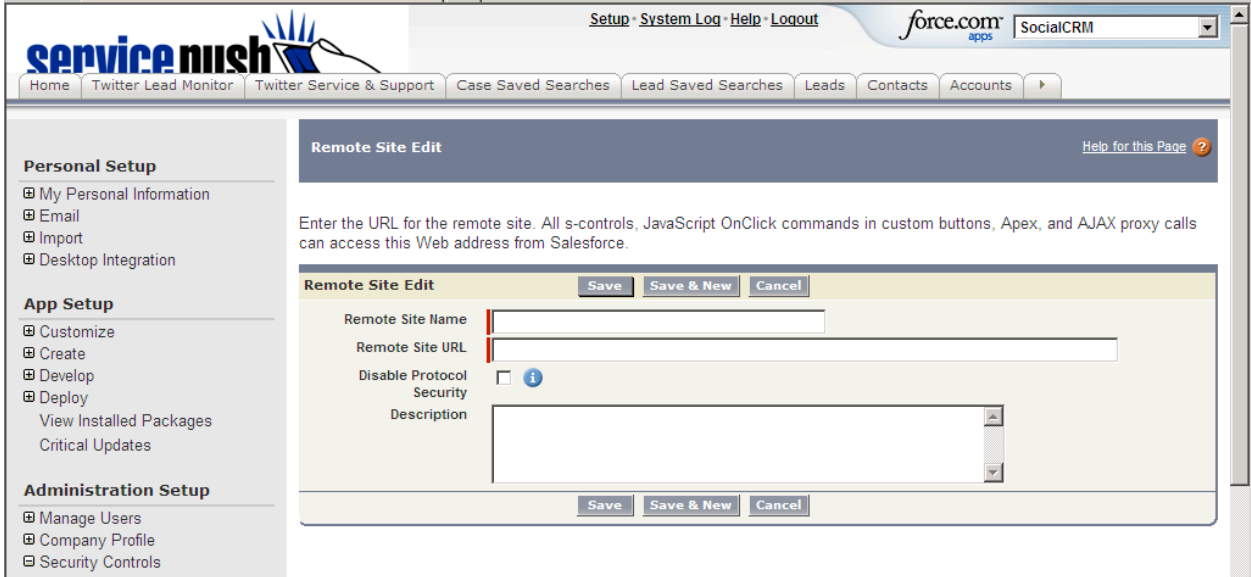 Setup · System Log · Help · Logout
force.com
apps
SocialCRM
Home
Twitter Lead Monitor
Twitter Service & Support
Case Saved Searches
Lead Saved Searches
Leads
Contacts
Accounts
Personal Setup
My Personal Information
Email
Import
Desktop Integration
App Setup
Customize
Create
Develop
Deploy
View Installed Packages
Critical Updates
Administration Setup
Manage Users
Company Profile
Security Controls
Remote Site Edit
Help for this Page ?
Enter the URL for the remote site. All s-controls, JavaScript OnClick commands in custom buttons, Apex, and AJAX proxy calls
can access this Web address from Salesforce.
Remote Site Edit
Save
Save & New
Cancel
Remote Site Name
Remote Site URL
Disable Protocol
Security
i
Description
Save
Save & New
Cancel